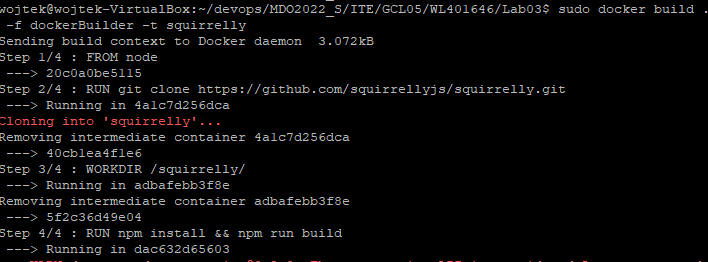 wojtek@wojtek-VirtualBox:~/devops/MDO2022_S/ITE/GCL05/WL401646/Lab03$ sudo docker build .
-f dockerBuilder -t squirrelly
Sending build context to Docker daemon  3.072kB
Step 1/4 : FROM node
 ---> 20c0a0be5115
Step 2/4 : RUN git clone https://github.com/squirrellyjs/squirrelly.git
 ---> Running in 4a1c7d256dca
Cloning into 'squirrelly'...
Removing intermediate container 4a1c7d256dca
 ---> 40cb1ea4f1e6
Step 3/4 : WORKDIR /squirrelly/
 ---> Running in adbafebb3f8e
Removing intermediate container adbafebb3f8e
 ---> 5f2c36d49e04
Step 4/4 : RUN npm install && npm run build
 ---> Running in dac632d65603